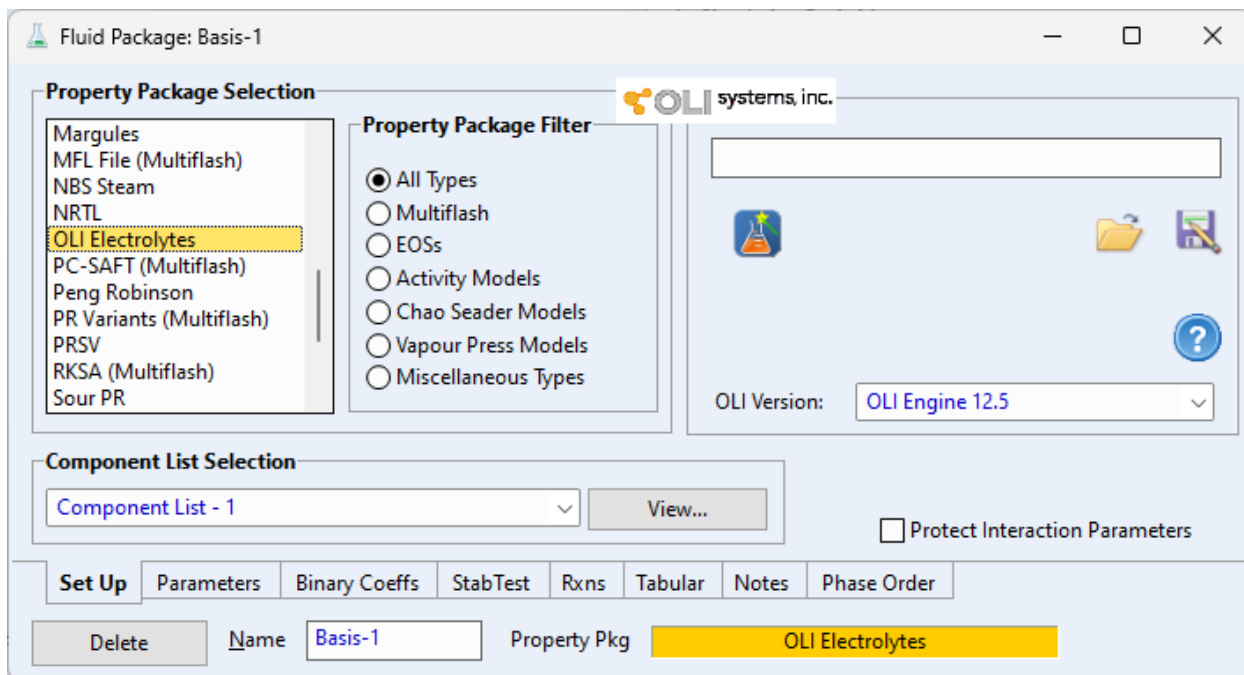 Fluid Package: Basis-1
Property Package Selection
OLI systems, inc.
Margules
MFL File (Multiflash)
NBS Steam
NRTL
OLI Electrolytes
PC-SAFT (Multiflash)
Peng Robinson
PR Variants (Multiflash)
PRSV
RKSA (Multiflash)
Sour PR
Property Package Filter
All Types
Multiflash
EOSs
Activity Models
Chao Seader Models
Vapour Press Models
Miscellaneous Types
?
OLI Version: OLI Engine 12.5
Component List Selection
Component List - 1 View...
Protect Interaction Parameters
Set Up Parameters Binary Coeffs StabTest Rxns Tabular Notes Phase Order
Delete Name Basis-1 Property Pkg OLI Electrolytes